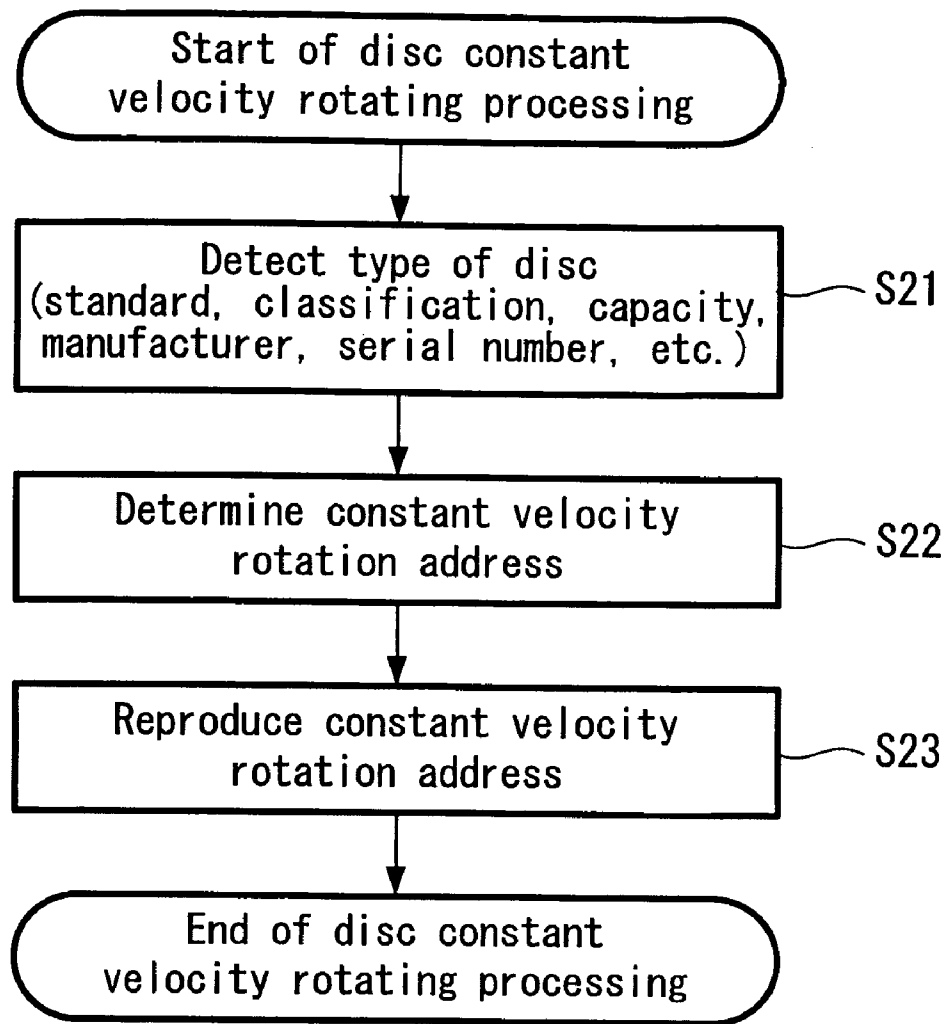 Start of disc constant
velocity rotating processing
Detect type of disc
(standard, classification, capacity,
manufacturer, serial number, etc.)
S21
Determine constant velocity
rotation address
S22
Reproduce constant velocity
rotation address
S23
End of disc constant
velocity rotating processing